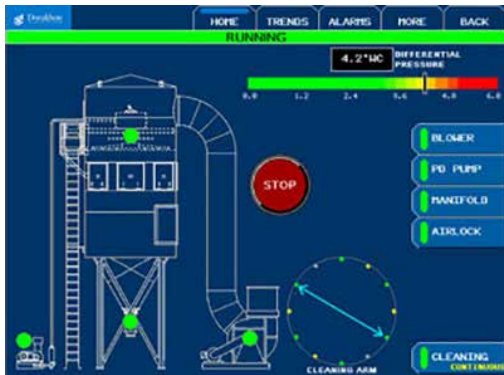 Donaldson
HOME
TRENDS
ALARMS
MORE
BACK
RUNNING
4.2"WC
DIFFERENTIAL
PRESSURE
0.0 1.2 2.4 3.6 4.8 6.0
BLOWER
PD PUMP
MANIFOLD
AIRLOCK
STOP
CLEANING ARM
CLEANING
CONTINUOUS